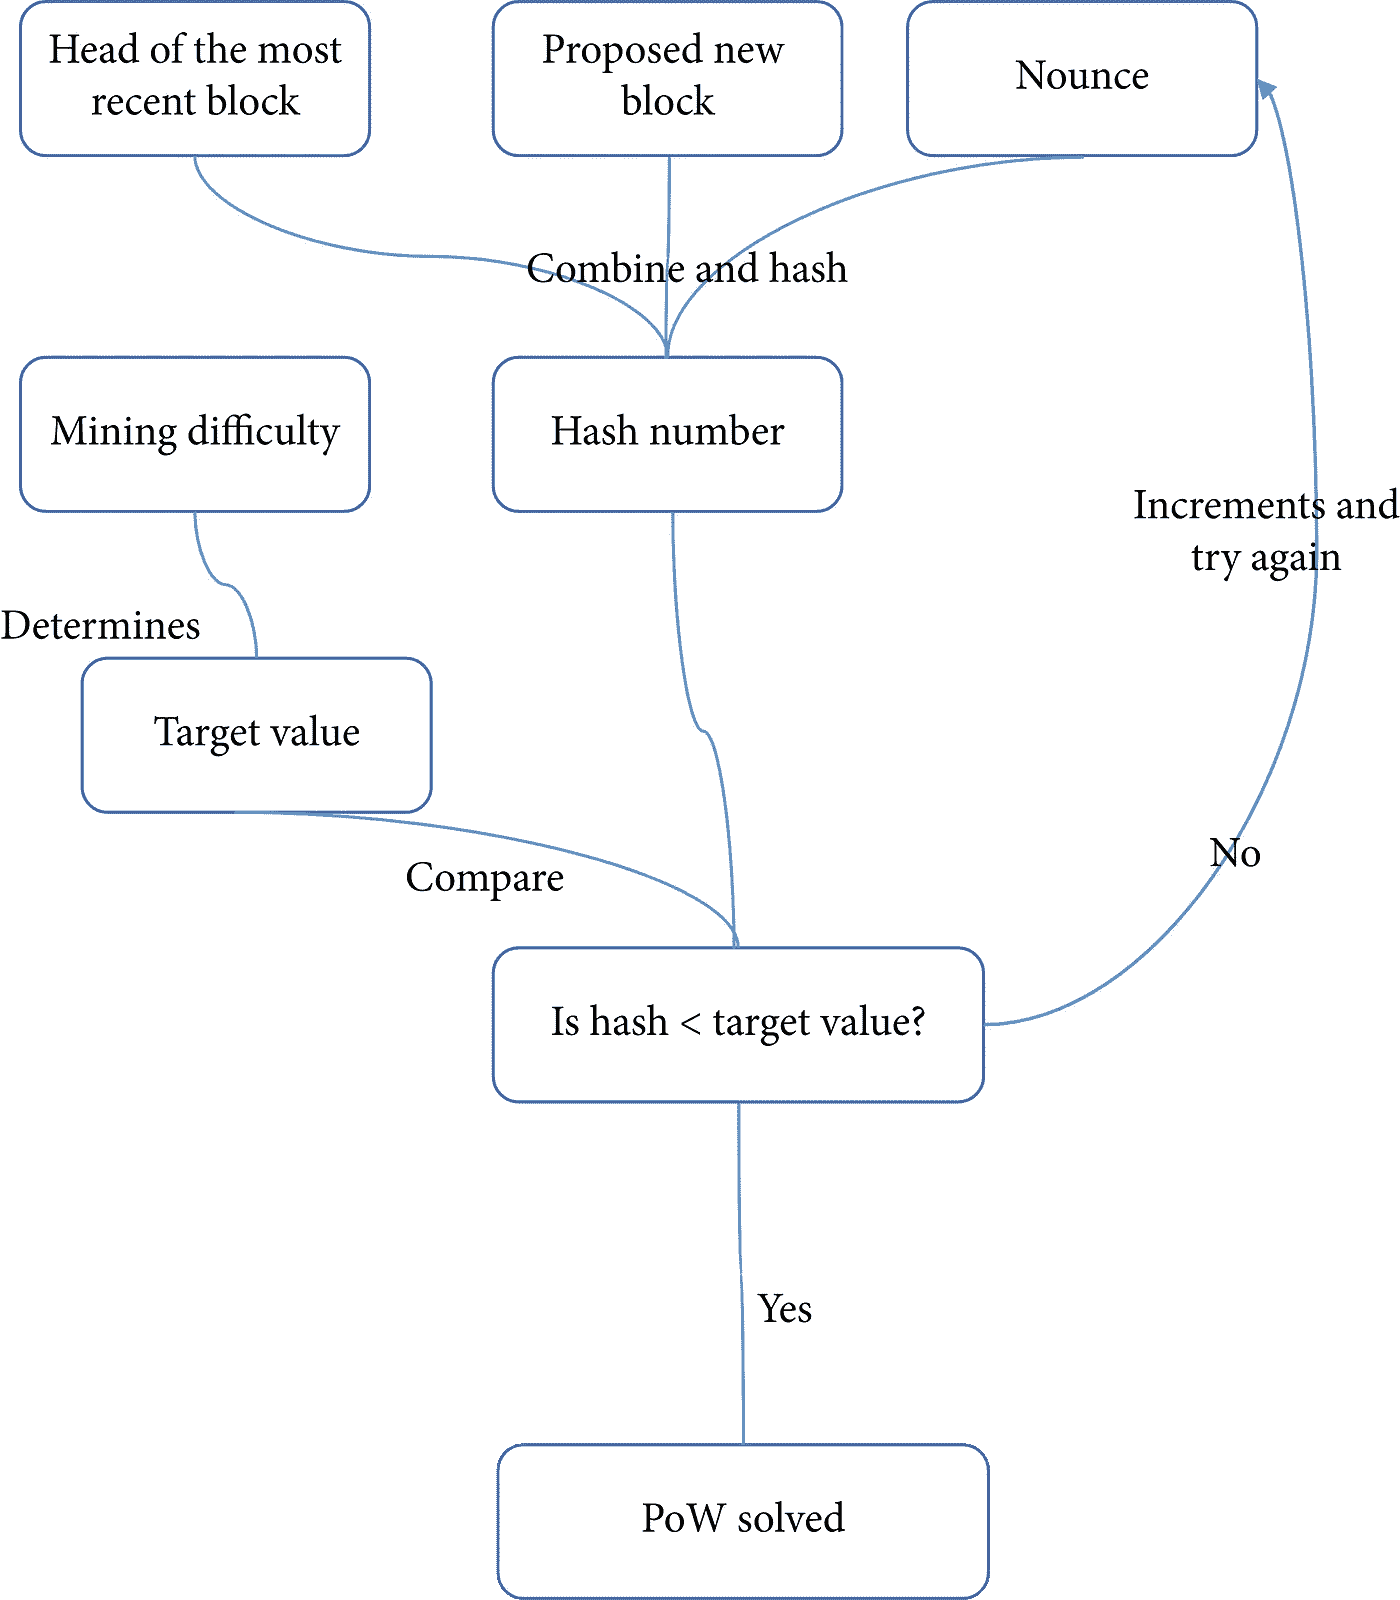 Head of the most
recent block
Proposed new
block
Nounce
Combine and hash
Mining difficulty
Hash number
Increments and
try again
Determines
Target value
Compare
No
Is hash < target value?
Yes
PoW solved